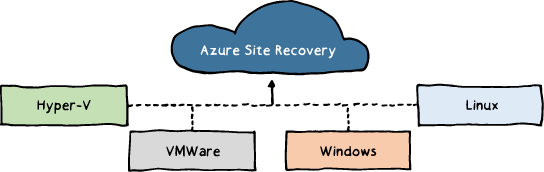 Azure Site Recovery
Hyper-V
Linux
VMWare
Windows